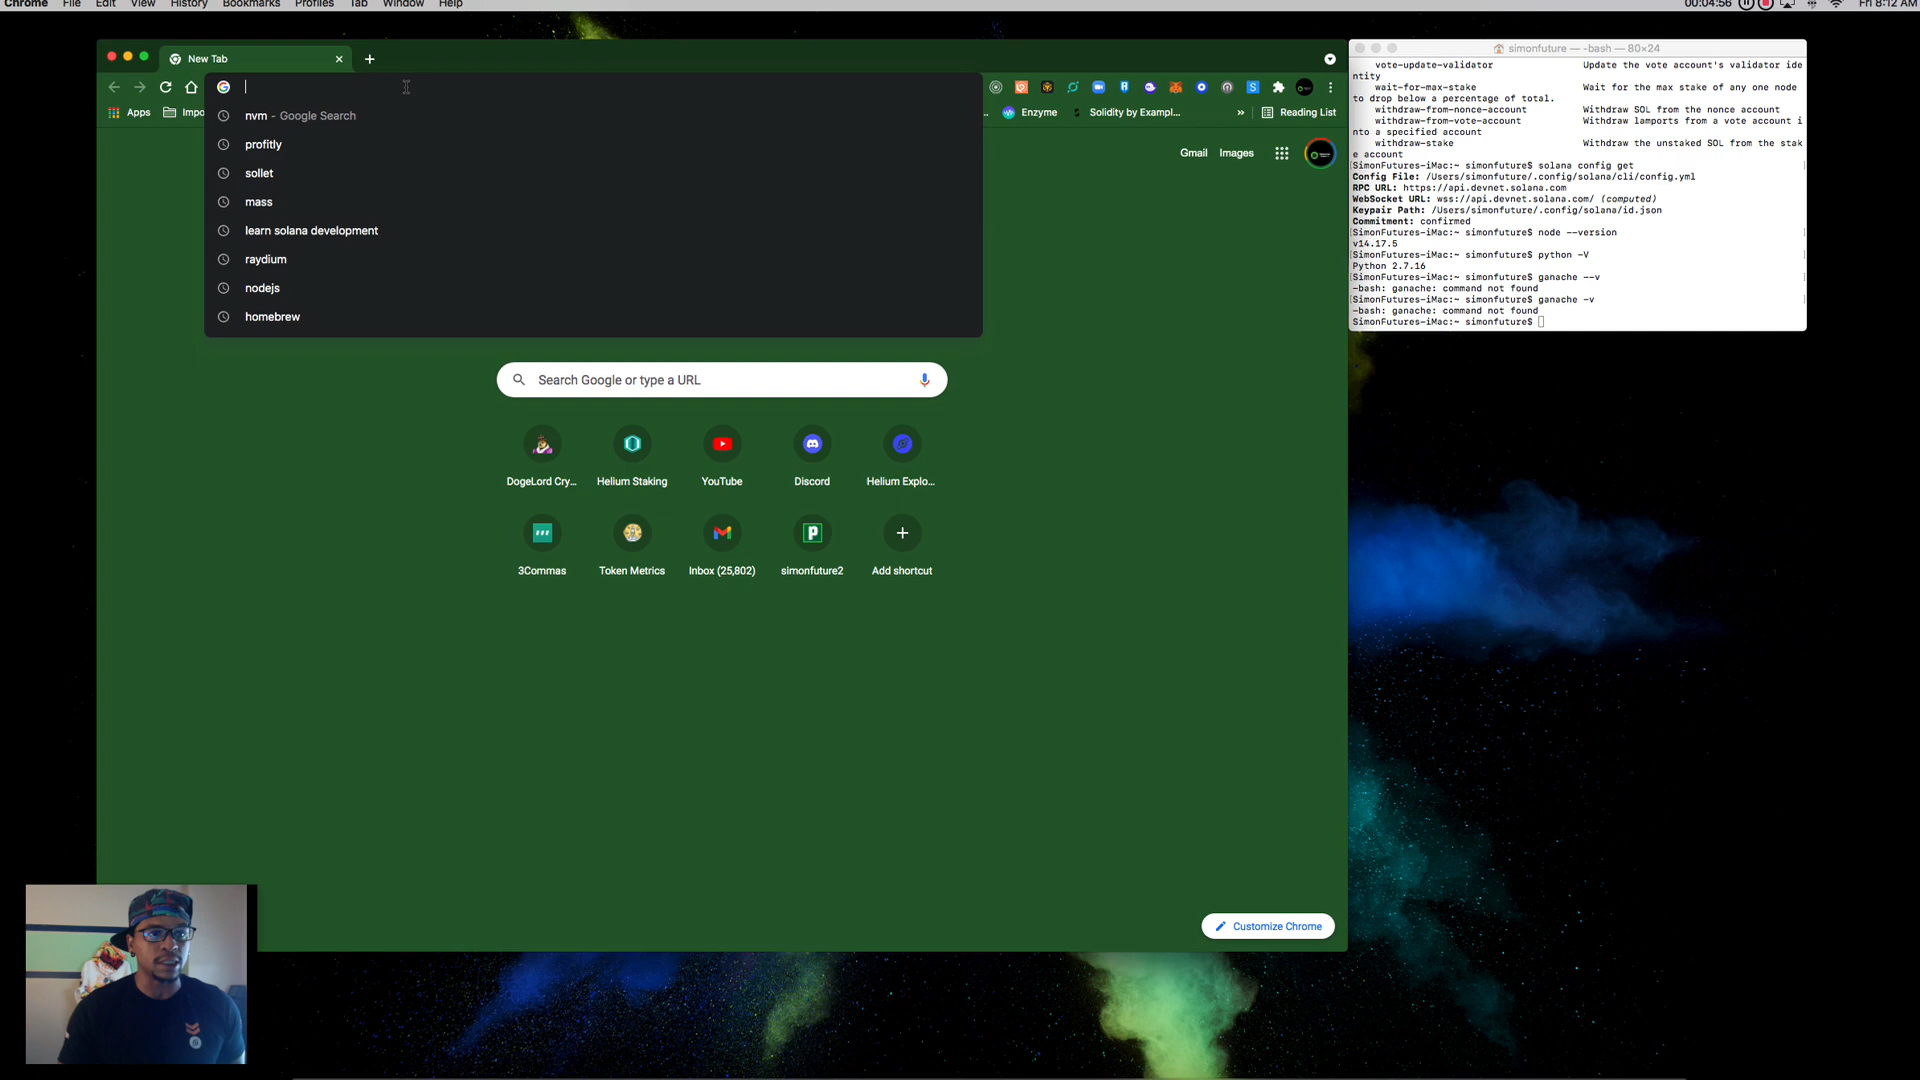 Chrome File Edit View History Bookmarks Profiles Tab Window Help
00:04:56 Fri 8:12 AM
New Tab
nvm - Google Search
profitly
sollet
mass
learn solana development
raydium
nodejs
homebrew
Apps Impo
... Enzyme Solidity by Exampl... » Reading List
Gmail Images
Search Google or type a URL
DogeLord Cry... Helium Staking YouTube Discord Helium Explo...
3Commas Token Metrics Inbox (25,802) simonfuture2 Add shortcut
Customize Chrome
simonfuture — -bash — 80×24
vote-update-validator Update the vote account's validator ide
ntity
wait-for-max-stake Wait for the max stake of any one node
to drop below a percentage of total.
withdraw-from-nonce-account Withdraw SOL from the nonce account
withdraw-from-vote-account Withdraw lamports from a vote account i
nto a specified account
withdraw-stake Withdraw the unstaked SOL from the stak
e account
[SimonFutures-iMac:~ simonfuture$ solana config get ]
Config File: /Users/simonfuture/.config/solana/cli/config.yml
RPC URL: https://api.devnet.solana.com
WebSocket URL: wss://api.devnet.solana.com/ (computed)
Keypair Path: /Users/simonfuture/.config/solana/id.json
Commitment: confirmed
[SimonFutures-iMac:~ simonfuture$ node --version ]
v14.17.5
[SimonFutures-iMac:~ simonfuture$ python -V ]
Python 2.7.16
[SimonFutures-iMac:~ simonfuture$ ganache --v ]
-bash: ganache: command not found
[SimonFutures-iMac:~ simonfuture$ ganache -v ]
-bash: ganache: command not found
SimonFutures-iMac:~ simonfuture$